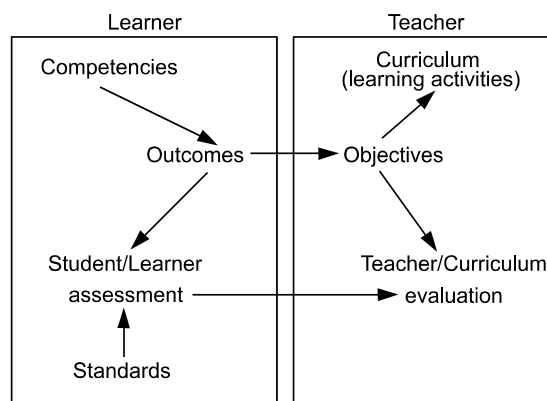 Learner
Teacher
Competencies
Curriculum
(learning activities)
Outcomes
Objectives
Student/Learner
assessment
Teacher/Curriculum
evaluation
Standards